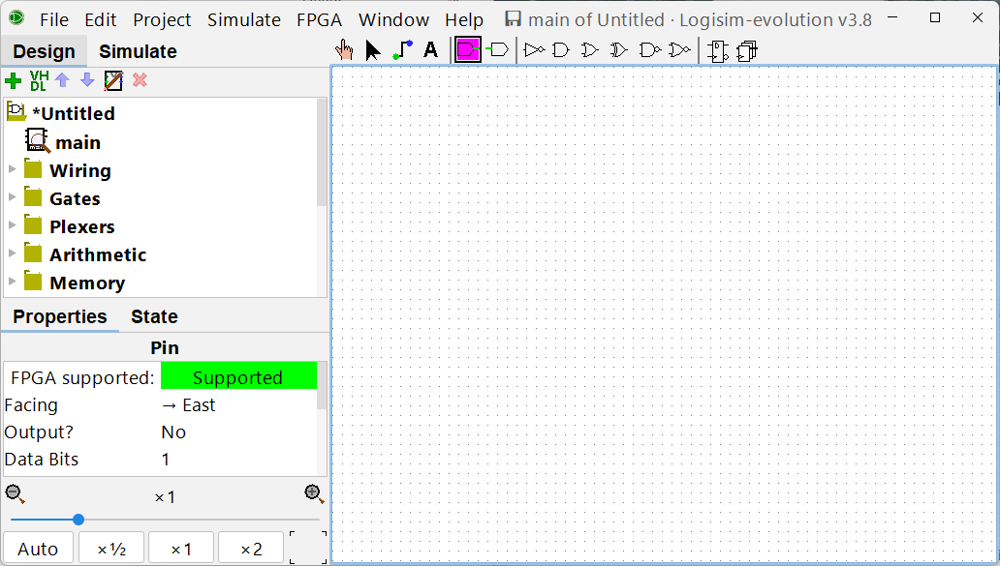 File Edit Project Simulate FPGA Window Help main of Untitled · Logisim-evolution v3.8
Design Simulate
A
VHDL
*Untitled
main
Wiring
Gates
Plexers
Arithmetic
Memory
Properties State
Pin
FPGA supported: Supported
Facing → East
Output? No
Data Bits 1
×1
Auto ×½ ×1 ×2